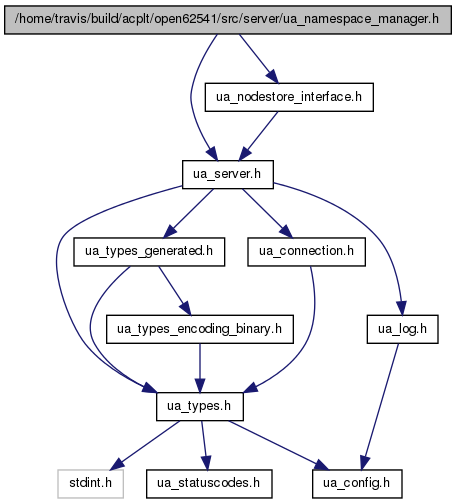 /home/travis/build/acplt/open62541/src/server/ua_namespace_manager.h
ua_nodestore_interface.h
ua_server.h
ua_types_generated.h
ua_connection.h
ua_types_encoding_binary.h
ua_log.h
ua_types.h
stdint.h
ua_statuscodes.h
ua_config.h